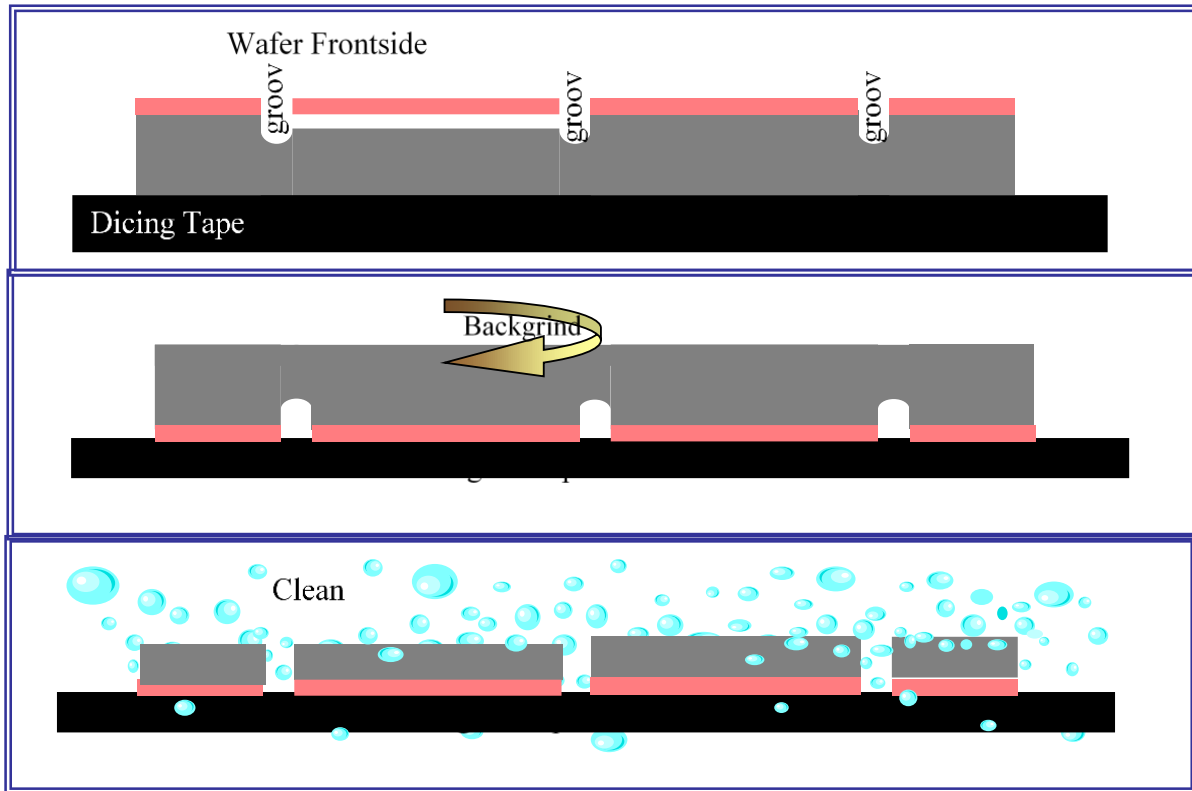 Wafer Frontside
groov
groov
groov
Dicing Tape
Backgrind
Clean